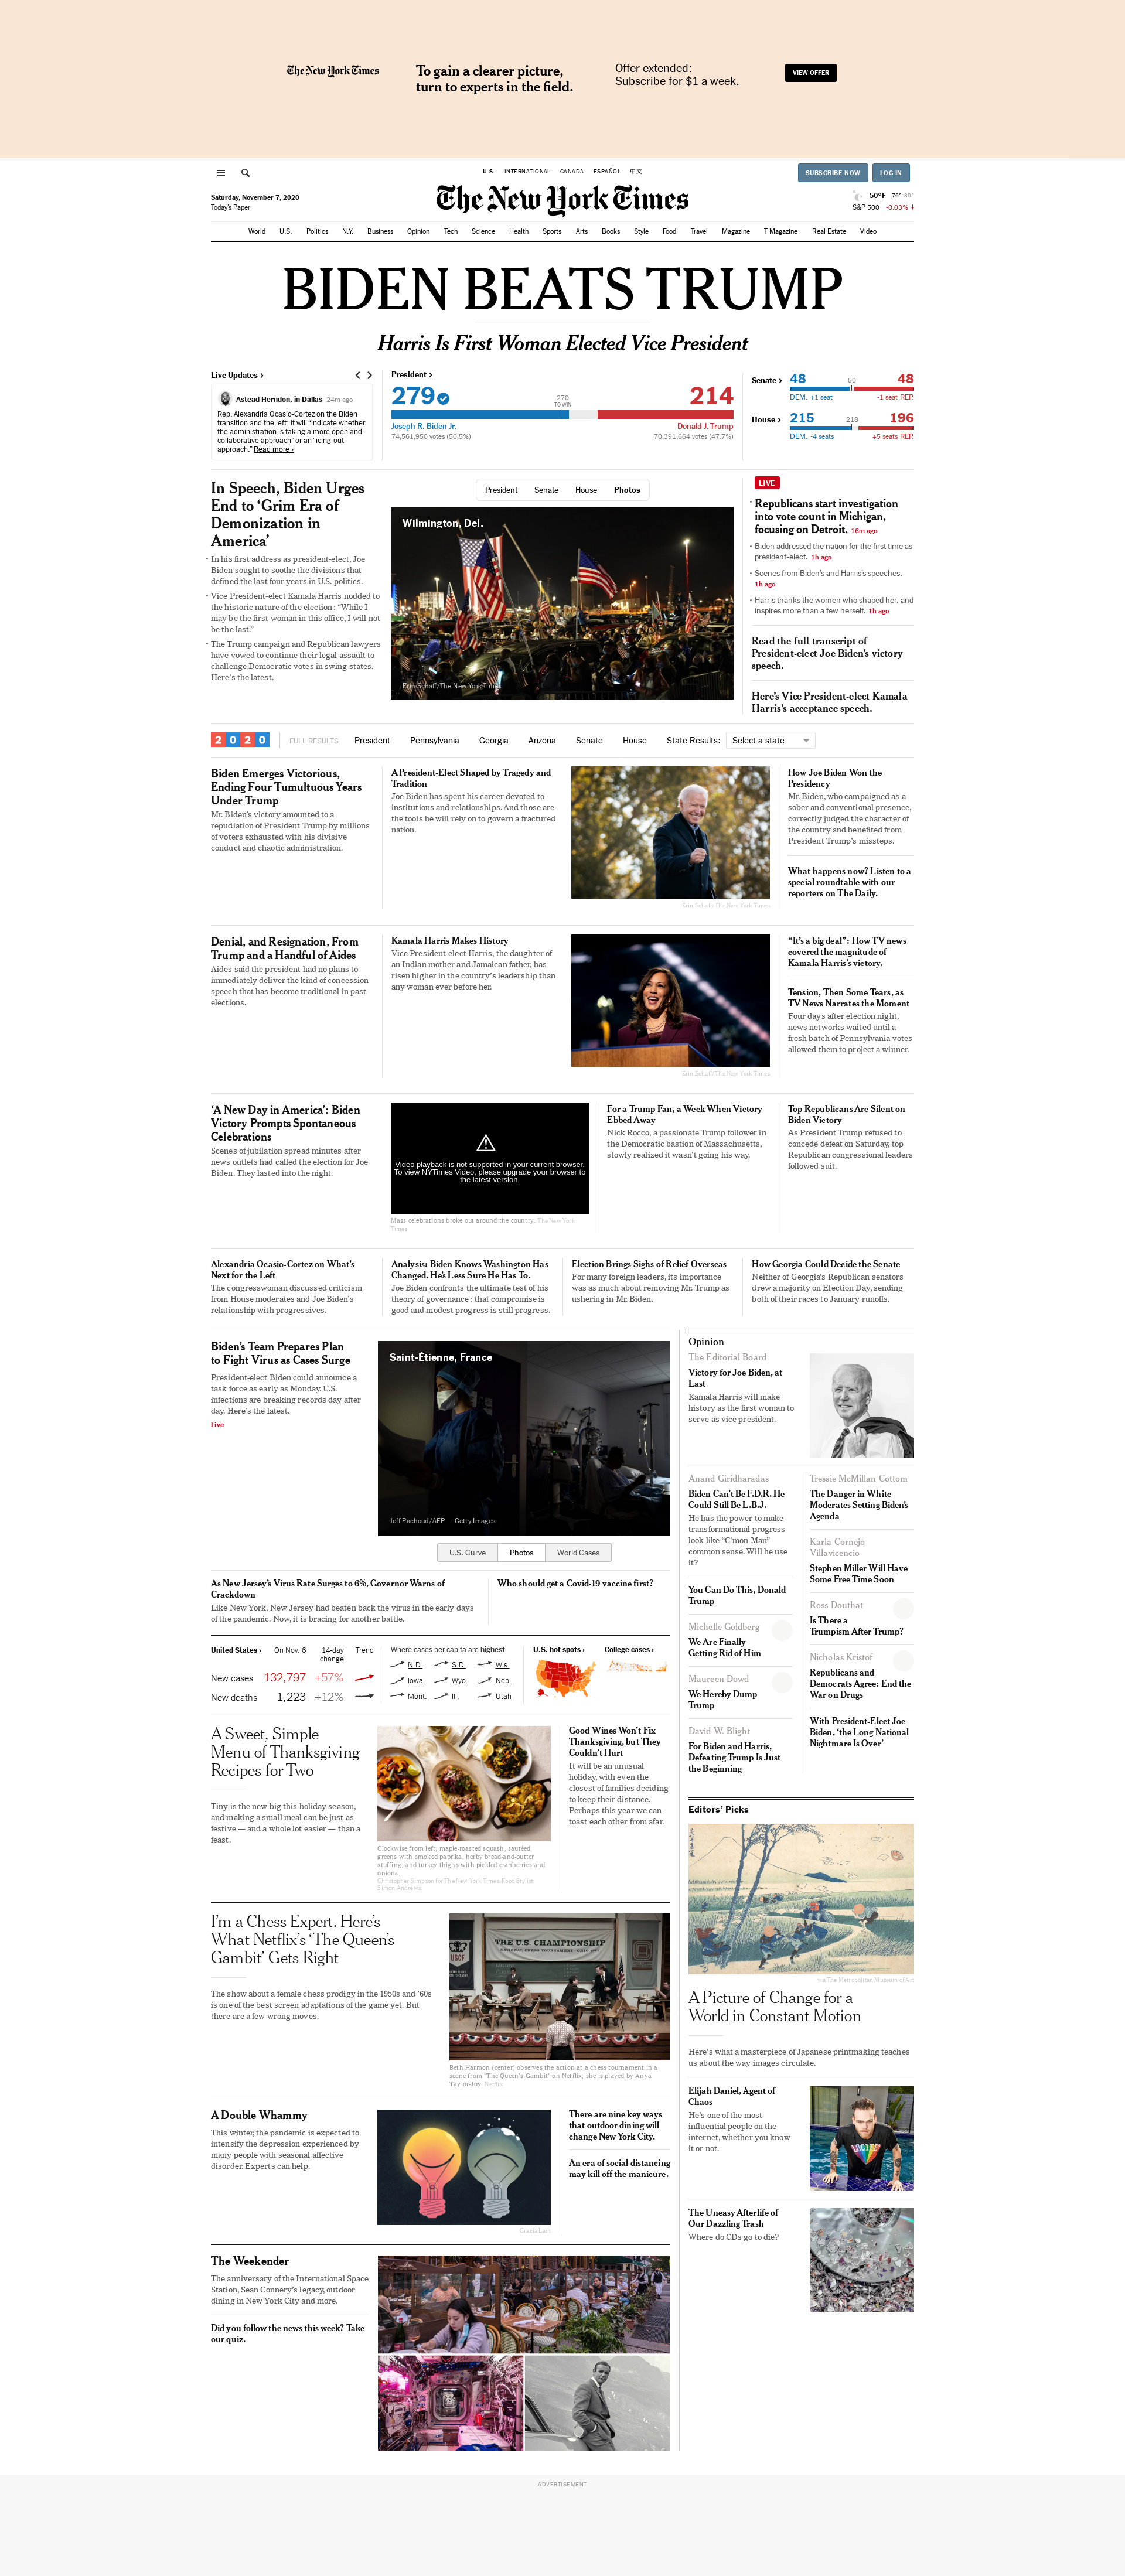 The New York Times
To gain a clearer picture,
turn to experts in the field.
Offer extended:
Subscribe for $1 a week.
VIEW OFFER
U.S. INTERNATIONAL CANADA ESPAÑOL 中文
SUBSCRIBE NOW
LOG IN
Saturday, November 7, 2020
Today's Paper
The New York Times
50°F 76° 39°
S&P 500 -0.03% ↓
World U.S. Politics N.Y. Business Opinion Tech Science Health Sports Arts Books Style Food Travel Magazine T Magazine Real Estate Video
BIDEN BEATS TRUMP
Harris Is First Woman Elected Vice President
Live Updates ›
Astead Herndon, in Dallas 24m ago
Rep. Alexandria Ocasio-Cortez on the Biden
transition and the left: It will “indicate whether
the administration is taking a more open and
collaborative approach” or an “icing-out
approach.” Read more ›
President ›
279
270
TO WIN
214
Joseph R. Biden Jr.
Donald J. Trump
74,561,950 votes (50.5%)
70,391,664 votes (47.7%)
Senate ›
48
50
48
DEM. +1 seat
-1 seat REP.
House ›
215
218
196
DEM. -4 seats
+5 seats REP.
In Speech, Biden Urges
End to ‘Grim Era of
Demonization in
America’
In his first address as president-elect, Joe
Biden sought to soothe the divisions that
defined the last four years in U.S. politics.
Vice President-elect Kamala Harris nodded to
the historic nature of the election: “While I
may be the first woman in this office, I will not
be the last.”
The Trump campaign and Republican lawyers
have vowed to continue their legal assault to
challenge Democratic votes in swing states.
Here's the latest.
President Senate House Photos
Wilmington, Del.
Erin Schaff/The New York Times
LIVE
Republicans start investigation
into vote count in Michigan,
focusing on Detroit. 16m ago
Biden addressed the nation for the first time as
president-elect. 1h ago
Scenes from Biden's and Harris's speeches.
1h ago
Harris thanks the women who shaped her, and
inspires more than a few herself. 1h ago
Read the full transcript of
President-elect Joe Biden's victory
speech.
Here's Vice President-elect Kamala
Harris's acceptance speech.
2020
FULL RESULTS President Pennsylvania Georgia Arizona Senate House State Results: Select a state
Biden Emerges Victorious,
Ending Four Tumultuous Years
Under Trump
Mr. Biden's victory amounted to a
repudiation of President Trump by millions
of voters exhausted with his divisive
conduct and chaotic administration.
A President-Elect Shaped by Tragedy and
Tradition
Joe Biden has spent his career devoted to
institutions and relationships. And those are
the tools he will rely on to govern a fractured
nation.
Erin Schaff/The New York Times
How Joe Biden Won the
Presidency
Mr. Biden, who campaigned as a
sober and conventional presence,
correctly judged the character of
the country and benefited from
President Trump's missteps.
What happens now? Listen to a
special roundtable with our
reporters on The Daily.
Denial, and Resignation, From
Trump and a Handful of Aides
Aides said the president had no plans to
immediately deliver the kind of concession
speech that has become traditional in past
elections.
Kamala Harris Makes History
Vice President-elect Harris, the daughter of
an Indian mother and Jamaican father, has
risen higher in the country's leadership than
any woman ever before her.
Erin Schaff/The New York Times
“It's a big deal”: How TV news
covered the magnitude of
Kamala Harris's victory.
Tension, Then Some Tears, as
TV News Narrates the Moment
Four days after election night,
news networks waited until a
fresh batch of Pennsylvania votes
allowed them to project a winner.
‘A New Day in America’: Biden
Victory Prompts Spontaneous
Celebrations
Scenes of jubilation spread minutes after
news outlets had called the election for Joe
Biden. They lasted into the night.
Video playback is not supported in your current browser.
To view NYTimes Video, please upgrade your browser to
the latest version.
Mass celebrations broke out around the country. The New York
Times
For a Trump Fan, a Week When Victory
Ebbed Away
Nick Rocco, a passionate Trump follower in
the Democratic bastion of Massachusetts,
slowly realized it wasn't going his way.
Top Republicans Are Silent on
Biden Victory
As President Trump refused to
concede defeat on Saturday, top
Republican congressional leaders
followed suit.
Alexandria Ocasio-Cortez on What's
Next for the Left
The congresswoman discussed criticism
from House moderates and Joe Biden's
relationship with progressives.
Analysis: Biden Knows Washington Has
Changed. He's Less Sure He Has To.
Joe Biden confronts the ultimate test of his
theory of governance: that compromise is
good and modest progress is still progress.
Election Brings Sighs of Relief Overseas
For many foreign leaders, its importance
was as much about removing Mr. Trump as
ushering in Mr. Biden.
How Georgia Could Decide the Senate
Neither of Georgia's Republican senators
drew a majority on Election Day, sending
both of their races to January runoffs.
Biden's Team Prepares Plan
to Fight Virus as Cases Surge
President-elect Biden could announce a
task force as early as Monday. U.S.
infections are breaking records day after
day. Here's the latest.
Live
Saint-Étienne, France
Jeff Pachoud/AFP— Getty Images
U.S. Curve Photos World Cases
As New Jersey's Virus Rate Surges to 6%, Governor Warns of
Crackdown
Like New York, New Jersey had beaten back the virus in the early days
of the pandemic. Now, it is bracing for another battle.
Who should get a Covid-19 vaccine first?
United States › On Nov. 6 14-day Trend
change
New cases 132,797 +57%
New deaths 1,223 +12%
Where cases per capita are highest
N.D. S.D. Wis.
Iowa Wyo. Neb.
Mont. Ill. Utah
U.S. hot spots › College cases ›
A Sweet, Simple
Menu of Thanksgiving
Recipes for Two
Tiny is the new big this holiday season,
and making a small meal can be just as
festive — and a whole lot easier — than a
feast.
Clockwise from left, maple-roasted squash, sautéed
greens with smoked paprika, herby bread-and-butter
stuffing, and turkey thighs with pickled cranberries and
onions.
Christopher Simpson for The New York Times. Food Stylist:
Simon Andrews
Good Wines Won't Fix
Thanksgiving, but They
Couldn't Hurt
It will be an unusual
holiday, with even the
closest of families deciding
to keep their distance.
Perhaps this year we can
toast each other from afar.
I'm a Chess Expert. Here's
What Netflix's ‘The Queen's
Gambit’ Gets Right
The show about a female chess prodigy in the 1950s and '60s
is one of the best screen adaptations of the game yet. But
there are a few wrong moves.
USCF
THE U.S. CHAMPIONSHIP
Beth Harmon (center) observes the action at a chess tournament in a
scene from "The Queen's Gambit" on Netflix; she is played by Anya
Taylor-Joy. Netflix
A Double Whammy
This winter, the pandemic is expected to
intensify the depression experienced by
many people with seasonal affective
disorder. Experts can help.
Gracia Lam
There are nine key ways
that outdoor dining will
change New York City.
An era of social distancing
may kill off the manicure.
The Weekender
The anniversary of the International Space
Station, Sean Connery's legacy, outdoor
dining in New York City and more.
Did you follow the news this week? Take
our quiz.
Opinion
The Editorial Board
Victory for Joe Biden, at
Last
Kamala Harris will make
history as the first woman to
serve as vice president.
Anand Giridharadas
Biden Can't Be F.D.R. He
Could Still Be L.B.J.
He has the power to make
transformational progress
look like “C'mon Man”
common sense. Will he use
it?
You Can Do This, Donald
Trump
Michelle Goldberg
We Are Finally
Getting Rid of Him
Maureen Dowd
We Hereby Dump
Trump
David W. Blight
For Biden and Harris,
Defeating Trump Is Just
the Beginning
Tressie McMillan Cottom
The Danger in White
Moderates Setting Biden's
Agenda
Karla Cornejo
Villavicencio
Stephen Miller Will Have
Some Free Time Soon
Ross Douthat
Is There a
Trumpism After Trump?
Nicholas Kristof
Republicans and
Democrats Agree: End the
War on Drugs
With President-Elect Joe
Biden, ‘the Long National
Nightmare Is Over’
Editors' Picks
via The Metropolitan Museum of Art
A Picture of Change for a
World in Constant Motion
Here's what a masterpiece of Japanese printmaking teaches
us about the way images circulate.
Elijah Daniel, Agent of
Chaos
He's one of the most
influential people on the
internet, whether you know
it or not.
The Uneasy Afterlife of
Our Dazzling Trash
Where do CDs go to die?
ADVERTISEMENT